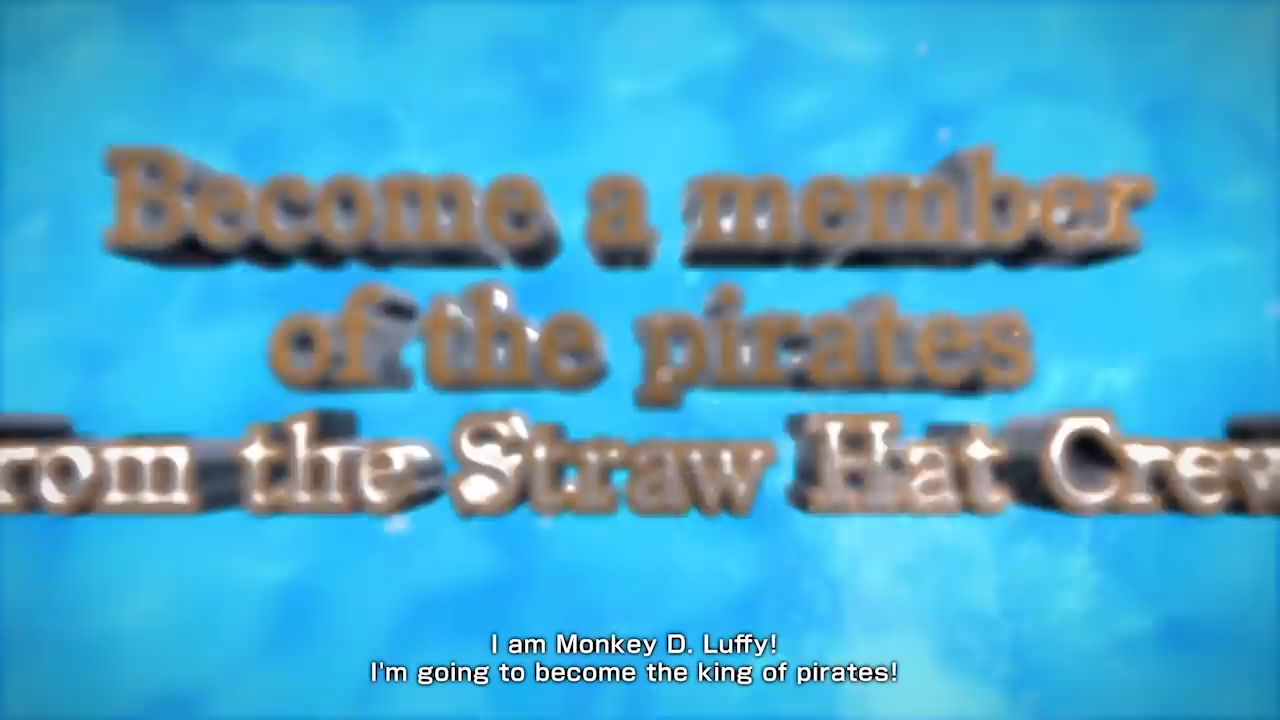 Become a member
of the pirates
rom the Straw Hat Crew
I am Monkey D. Luffy!
I'm going to become the king of pirates!